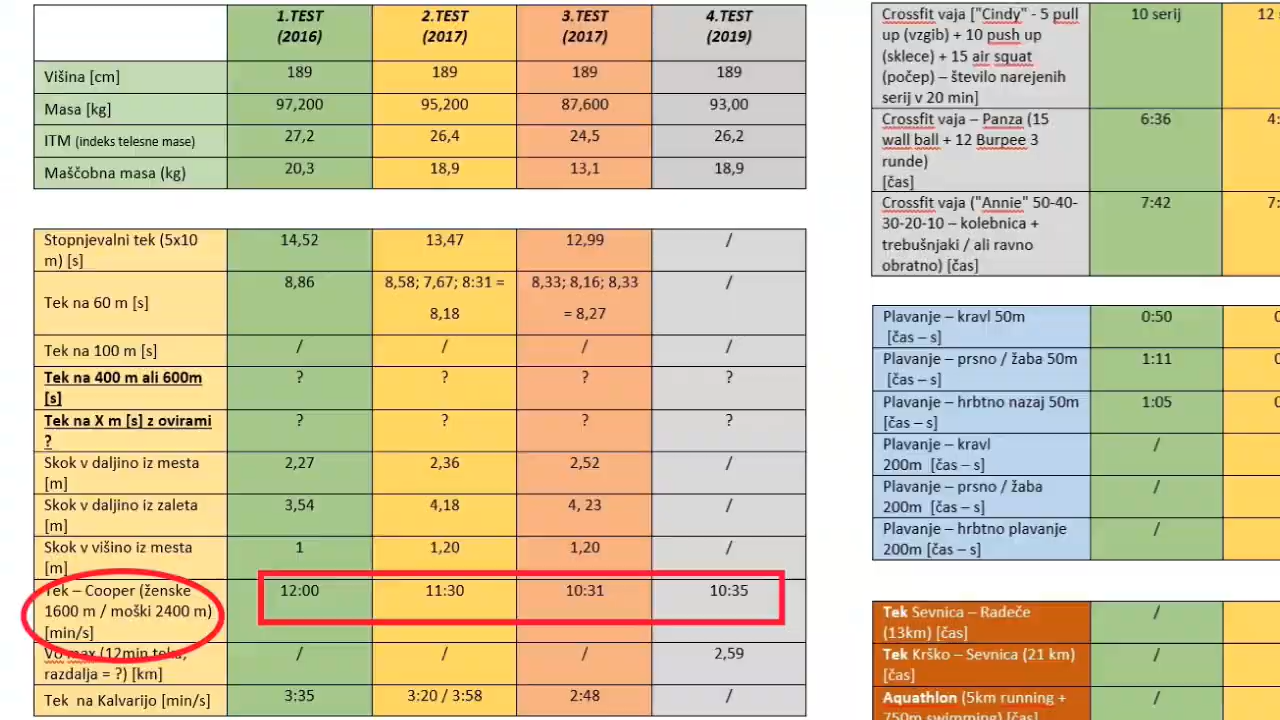 1.TEST 2.TEST 3.TEST 4.TEST
(2016) (2017) (2017) (2019)
Višina [cm] 189 189 189 189
Masa [kg] 97,200 95,200 87,600 93,00
ITM (indeks telesne mase) 27,2 26,4 24,5 26,2
Maščobna masa (kg) 20,3 18,9 13,1 18,9
Stopnjevalni tek (5x10 14,52 13,47 12,99 /
m) [s]
Tek na 60 m [s] 8,86 8,58; 7,67; 8:31 = 8,33; 8,16; 8,33 /
8,18 = 8,27
Tek na 100 m [s] / / / /
Tek na 400 m ali 600m ? ? ? ?
[s]
Tek na X m [s] z ovirami ? ? ? ?
?
Skok v daljino iz mesta 2,27 2,36 2,52 /
[m]
Skok v daljino iz zaleta 3,54 4,18 4, 23 /
[m]
Skok v višino iz mesta 1 1,20 1,20 /
[m]
Tek – Cooper (ženske 12:00 11:30 10:31 10:35
1600 m / moški 2400 m)
[min/s]
Vo max (12min teka, / / / 2,59
razdalja = ?) [km]
Tek na Kalvarijo [min/s] 3:35 3:20 / 3:58 2:48 /
Crossfit vaja ["Cindy" - 5 pull 10 serij 12
up (vzgib) + 10 push up
(sklece) + 15 air squat
(počep) – število narejenih
serij v 20 min]
Crossfit vaja – Panza (15 6:36 4:
wall ball + 12 Burpee 3
runde)
[čas]
Crossfit vaja ("Annie" 50-40- 7:42 7:
30-20-10 – kolebnica +
trebušnjaki / ali ravno
obratno) [čas]
Plavanje – kravl 50m 0:50
[čas – s]
Plavanje – prsno / žaba 50m 1:11
[čas – s]
Plavanje – hrbtno nazaj 50m 1:05
[čas – s]
Plavanje – kravl /
200m [čas – s]
Plavanje – prsno / žaba /
200m [čas – s]
Plavanje – hrbtno plavanje /
200m [čas – s]
Tek Sevnica – Radeče /
(13km) [čas]
Tek Krško – Sevnica (21 km) /
[čas]
Aquathlon (5km running + /
750m swimming) [čas]